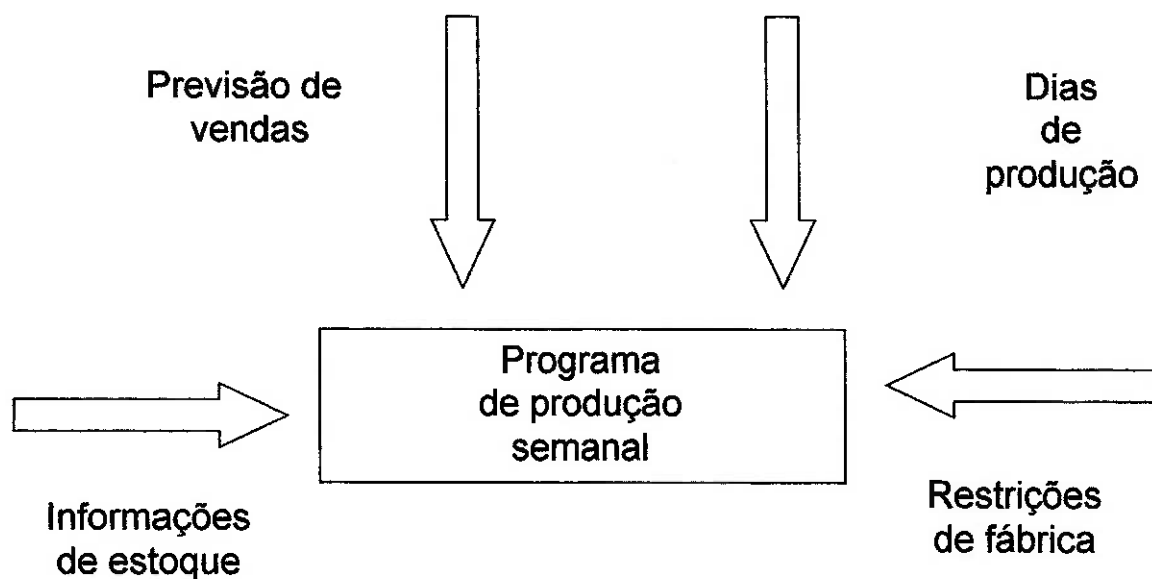 Previsão de
vendas
Dias
de
produção
Programa
de produção
semanal
Informações
de estoque
Restrições
de fábrica